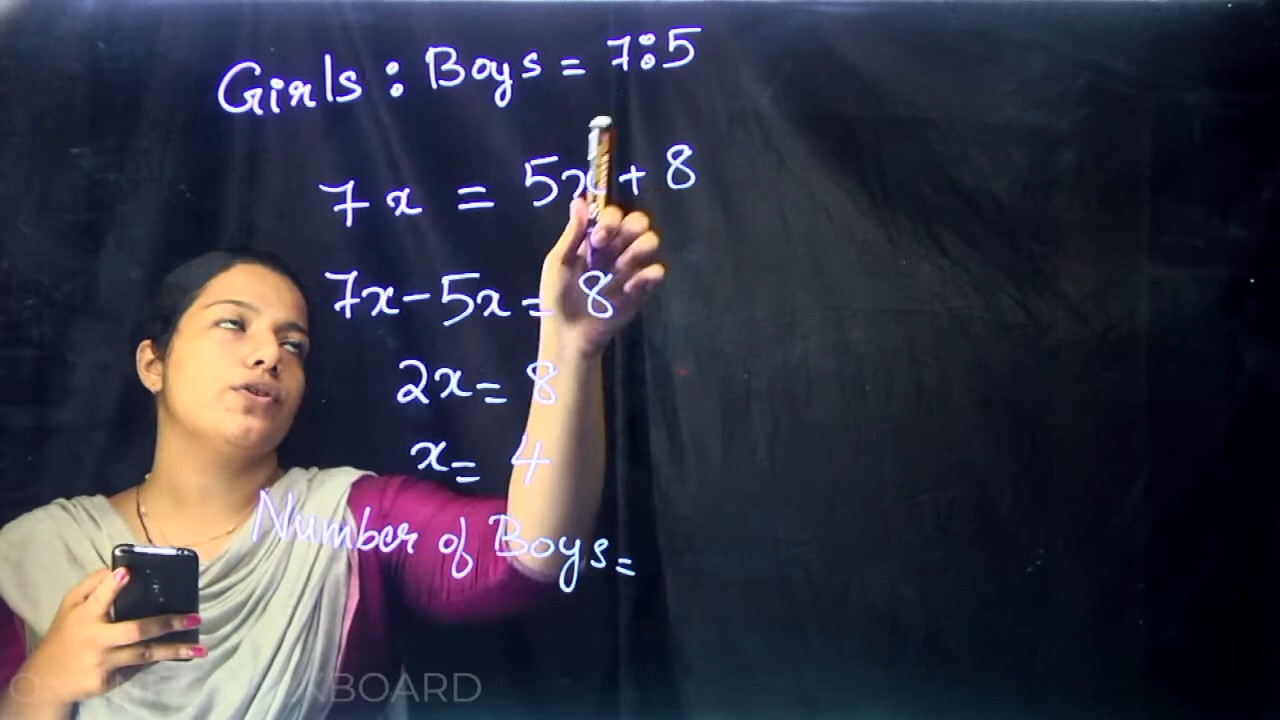 Girls : Boys = 7:5
7x = 5x + 8
7x - 5x = 8
2x = 8
x = 4
Number of Boys =